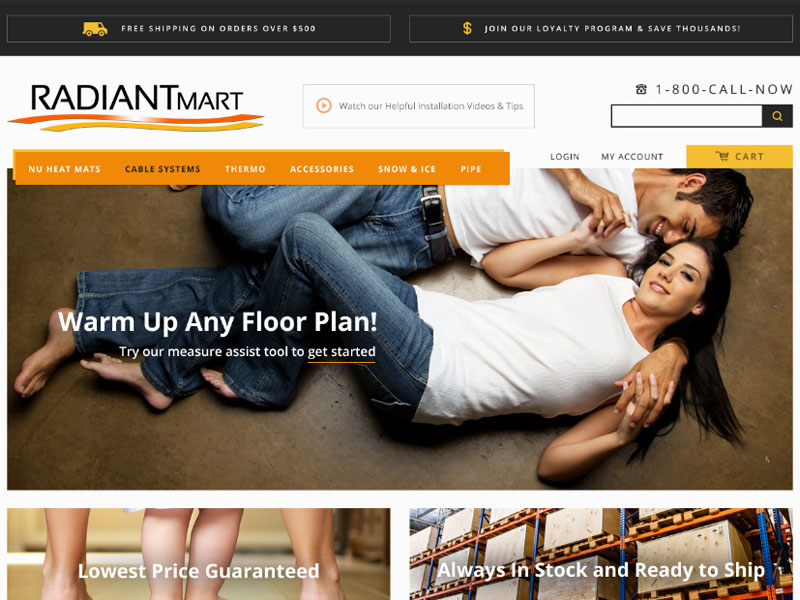 FREE SHIPPING ON ORDERS OVER $500
JOIN OUR LOYALTY PROGRAM & SAVE THOUSANDS!
RADIANTMART
Watch our Helpful Installation Videos & Tips
1-800-CALL-NOW
LOGIN MY ACCOUNT CART
NU HEAT MATS CABLE SYSTEMS THERMO ACCESSORIES SNOW & ICE PIPE
Warm Up Any Floor Plan!
Try our measure assist tool to get started
Lowest Price Guaranteed
Always In Stock and Ready to Ship